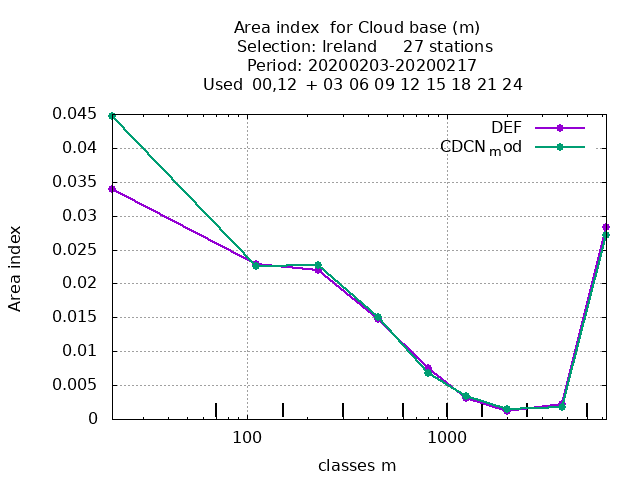 Area index for Cloud base (m)
Selection: Ireland 27 stations
Period: 20200203-20200217
Used 00,12 + 03 06 09 12 15 18 21 24
DEF
CDCN_mod
0.045
0.04
0.035
0.03
0.025
0.02
0.015
0.01
0.005
0
Area index
100 1000
classes m